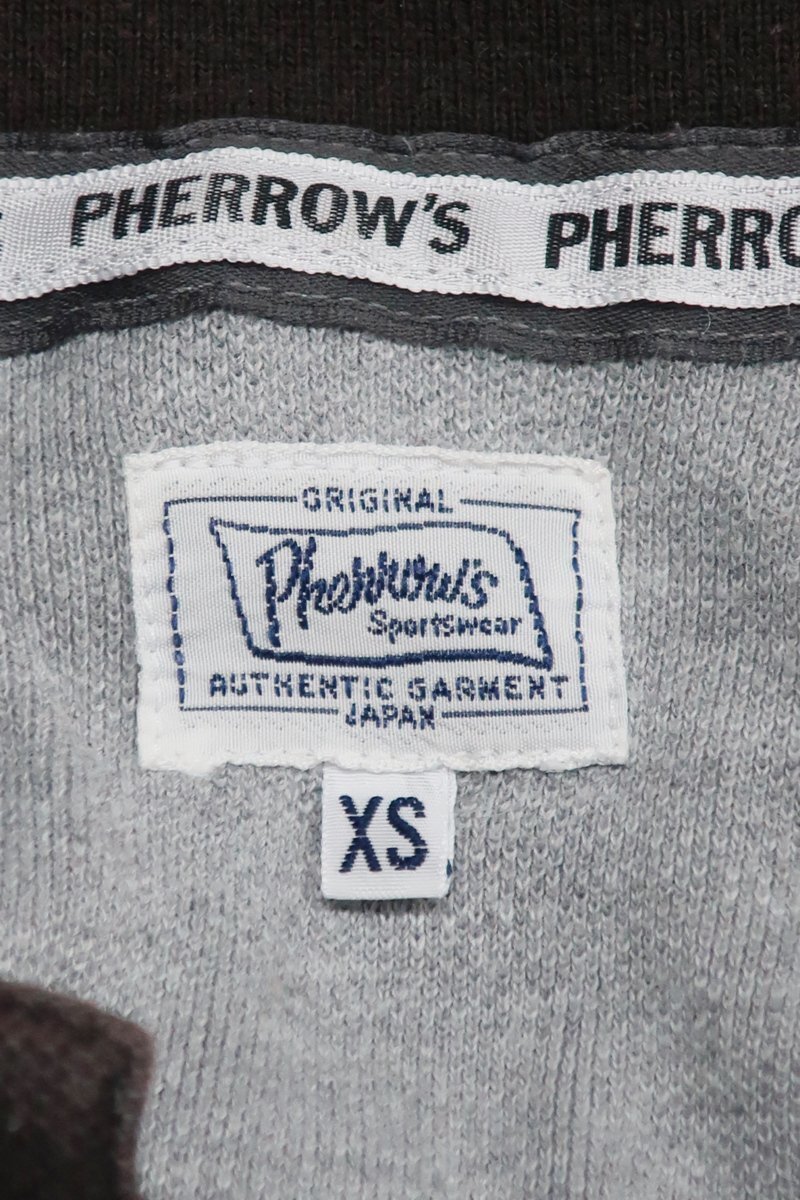 PHERROW'S PHERRO
ORIGINAL
Pherrow's
Sportswear
AUTHENTIC GARMENT
JAPAN
XS